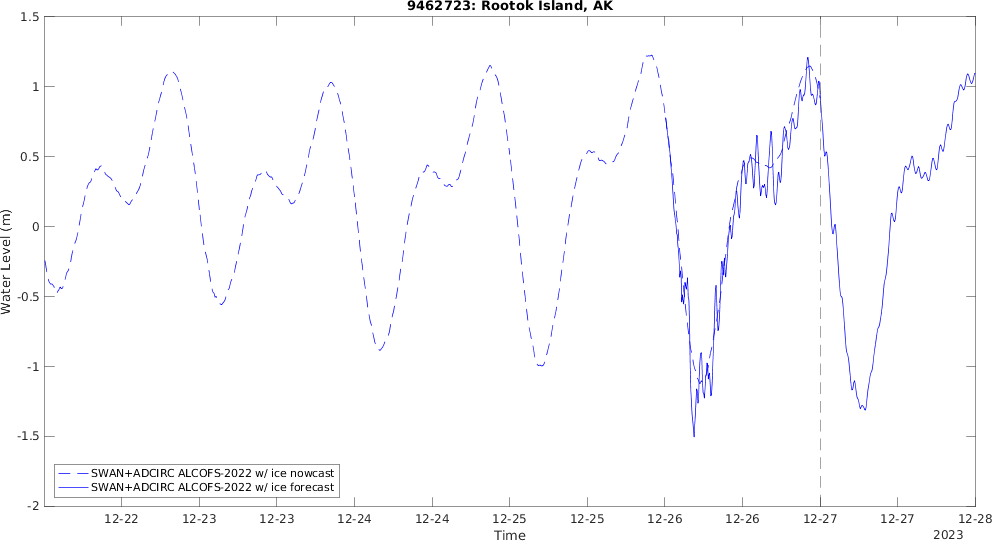 9462723: Rootok Island, AK
1.5
1
0.5
0
-0.5
-1
-1.5
-2
Water Level (m)
SWAN+ADCIRC ALCOFS-2022 w/ ice nowcast
SWAN+ADCIRC ALCOFS-2022 w/ ice forecast
12-22 12-23 12-23 12-24 12-24 12-25 12-25 12-26 12-26 12-27 12-27 12-28
Time
2023